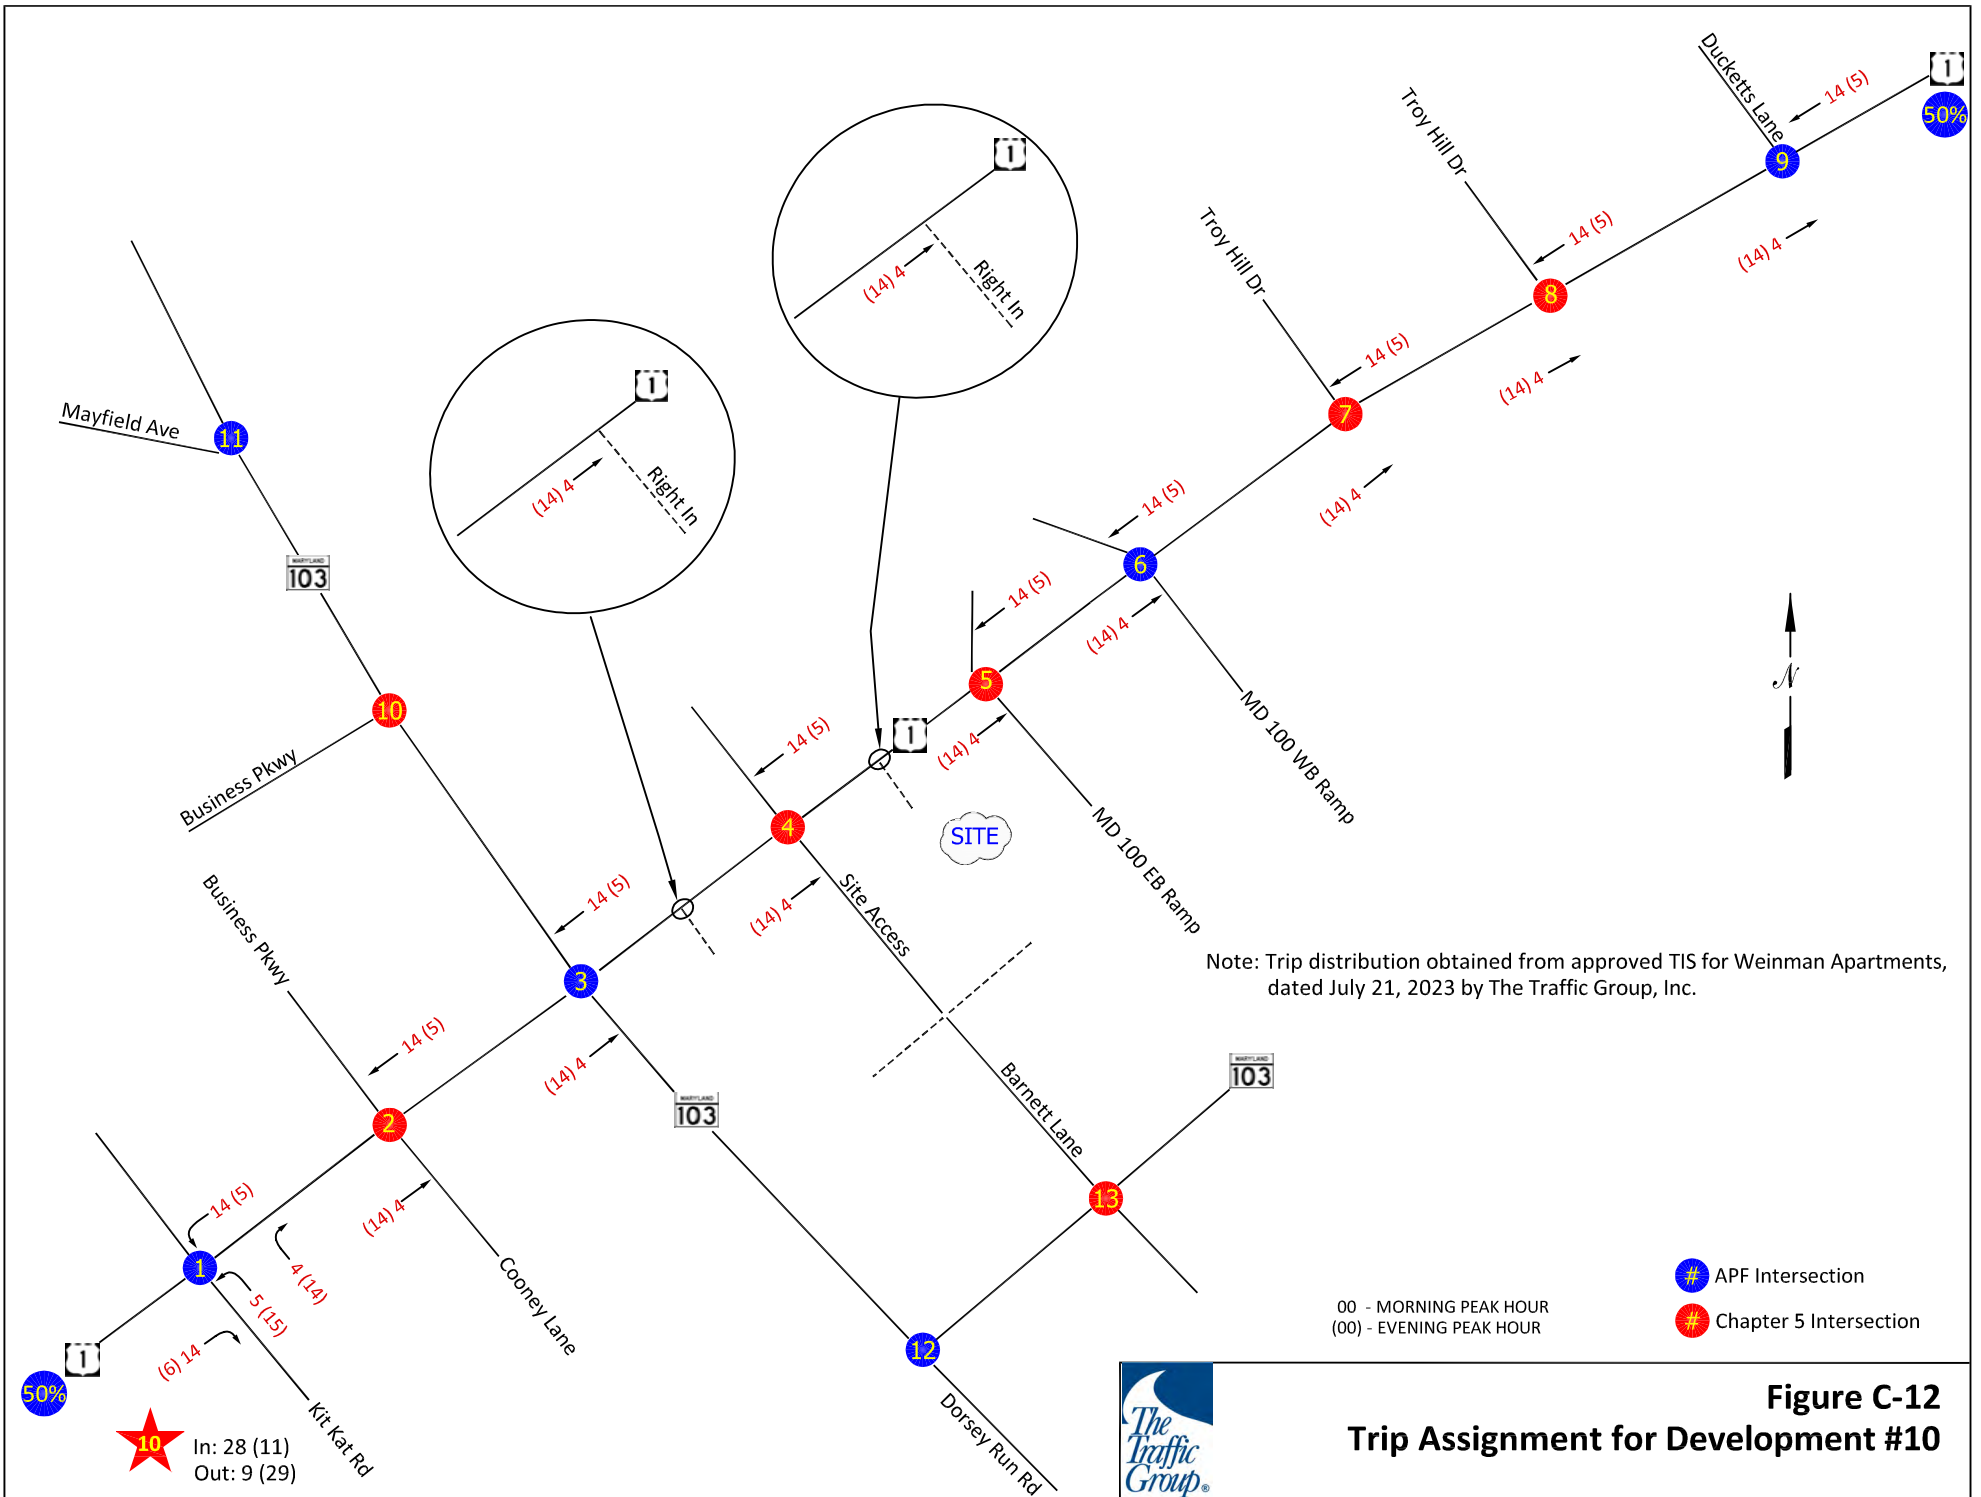 Ducketts Lane
1
14 (5)
50%
Troy Hill Dr
9
1
14 (5)
(14) 4
Troy Hill Dr
8
(14) 4
Right In
14 (5)
(14) 4
1
7
Mayfield Ave
11
(14) 4
Right In
14 (5)
(14) 4
6
MARYLAND
103
14 (5)
(14) 4
5
10
MD 100 WB Ramp
14 (5)
1
(14) 4
Business Pkwy
4
SITE
MD 100 EB Ramp
14 (5)
(14) 4
Site Access
Business Pkwy
3
Note: Trip distribution obtained from approved TIS for Weinman Apartments,
dated July 21, 2023 by The Traffic Group, Inc.
N
14 (5)
(14) 4
MARYLAND
103
MARYLAND
103
Barnett Lane
2
13
14 (5)
(14) 4
1
4 (14)
5 (15)
(6) 14
Cooney Lane
1
50%
Kit Kat Rd
12
Dorsey Run Rd
10
In: 28 (11)
Out: 9 (29)
00 - MORNING PEAK HOUR
(00) - EVENING PEAK HOUR
# APF Intersection
# Chapter 5 Intersection
The
Traffic
Group®
Figure C-12
Trip Assignment for Development #10